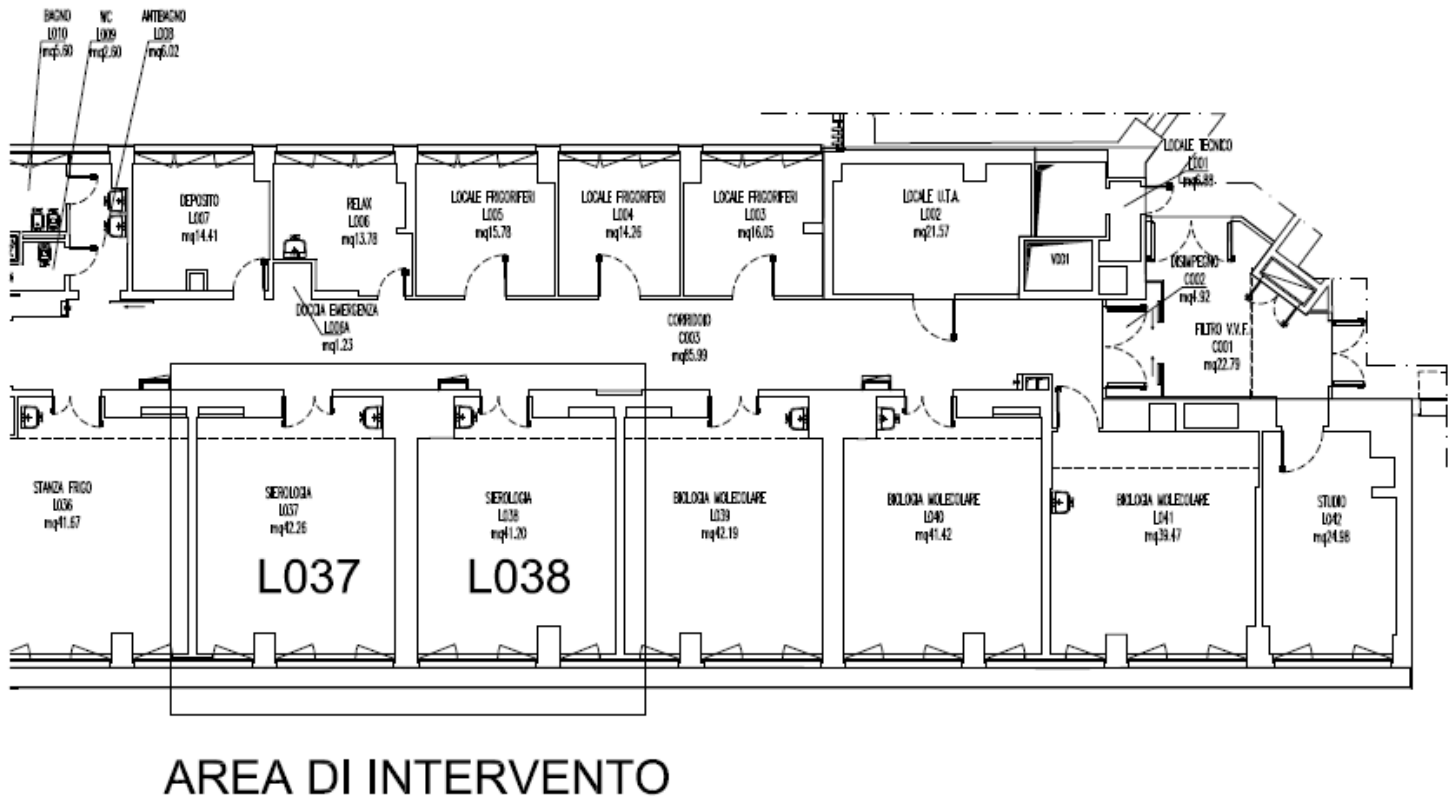 BAGNO
L010
mq5.60
WC
L009
mq2.60
ANTIBAGNO
L008
mq6.02
DEPOSITO
L007
mq14.41
RELAX
L006
mq13.78
LOCALE FRIGORIFERI
L005
mq15.78
LOCALE FRIGORIFERI
L004
mq14.26
LOCALE FRIGORIFERI
L003
mq16.05
LOCALE U.T.A.
L002
mq21.57
LOCALE TECNICO
L001
mq6.88
V001
DISIMPEGNO
C002
mq4.92
FILTRO V.V.F.
C001
mq22.79
DOCCIA EMERGENZA
L006A
mq1.23
CORRIDOIO
C003
mq85.99
STANZA FRIGO
L036
mq41.67
SIEROLOGIA
L037
mq42.26
L037
SIEROLOGIA
L038
mq41.20
L038
BIOLOGIA MOLECOLARE
L039
mq42.19
BIOLOGIA MOLECOLARE
L040
mq41.42
BIOLOGIA MOLECOLARE
L041
mq39.47
STUDIO
L042
mq24.98
AREA DI INTERVENTO